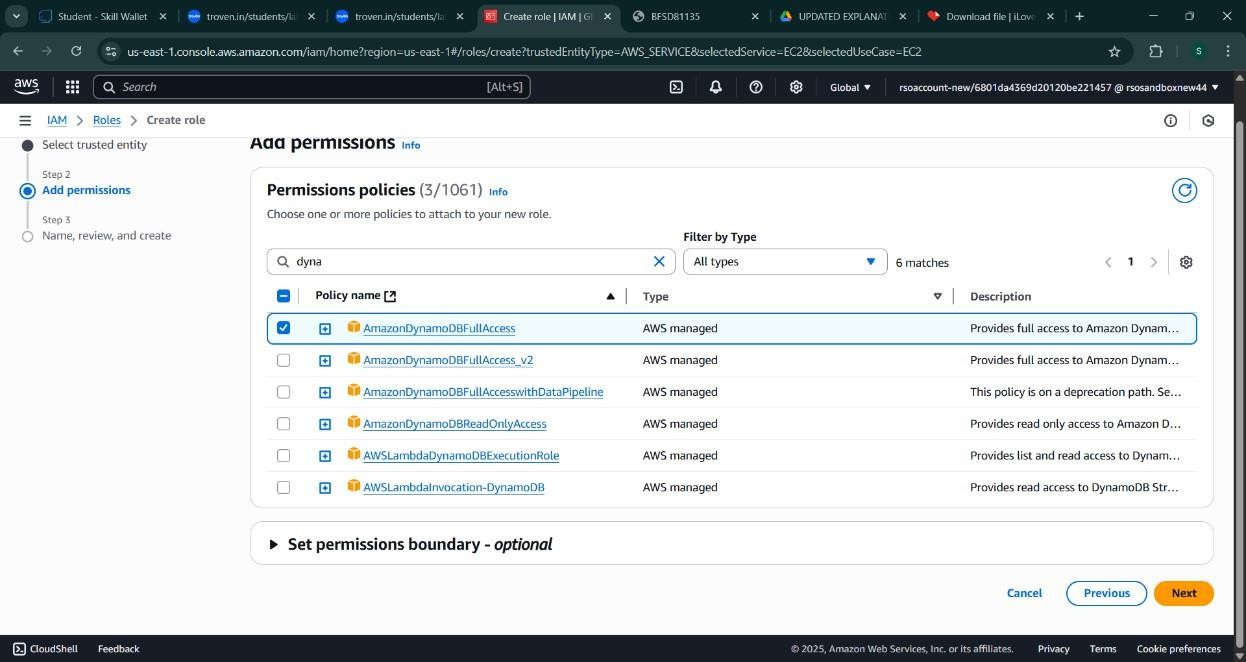 Student - Skill Wallet
troven.in/students/la
troven.in/students/la
Create role | IAM | Gl
BFSD81135
UPDATED EXPLANAT
Download file | iLove
us-east-1.console.aws.amazon.com/iam/home?region=us-east-1#/roles/create?trustedEntityType=AWS_SERVICE&selectedService=EC2&selectedUseCase=EC2
S
aws
Search
[Alt+S]
Global
rsoaccount-new/6801da4369d20120be221457 @ rsosandboxnew44
IAM > Roles > Create role
Select trusted entity
Step 2
Add permissions
Step 3
Name, review, and create
Add permissions Info
Permissions policies (3/1061) Info
Choose one or more policies to attach to your new role.
Filter by Type
dyna
All types
6 matches
1
Policy name Type Description
AmazonDynamoDBFullAccess AWS managed Provides full access to Amazon Dynam...
AmazonDynamoDBFullAccess_v2 AWS managed Provides full access to Amazon Dynam...
AmazonDynamoDBFullAccesswithDataPipeline AWS managed This policy is on a deprecation path. Se...
AmazonDynamoDBReadOnlyAccess AWS managed Provides read only access to Amazon D...
AWSLambdaDynamoDBExecutionRole AWS managed Provides list and read access to Dynam...
AWSLambdaInvocation-DynamoDB AWS managed Provides read access to DynamoDB Str...
Set permissions boundary - optional
Cancel
Previous
Next
CloudShell Feedback © 2025, Amazon Web Services, Inc. or its affiliates. Privacy Terms Cookie preferences